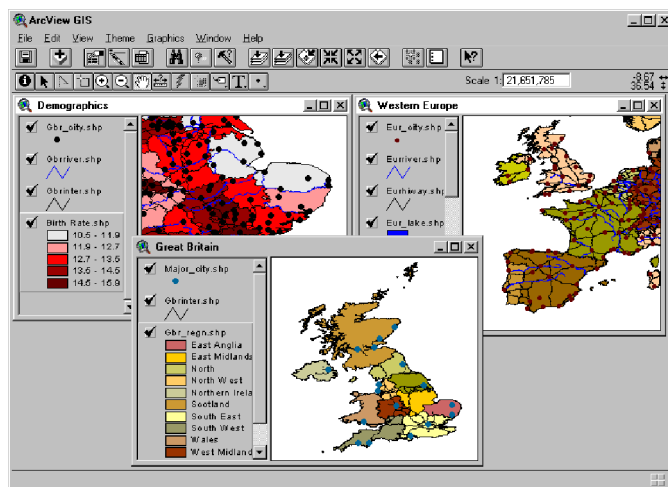 ArcView GIS
File Edit View Theme Graphics Window Help
Scale 1: 21,651,785
-8.67
36.54
Demographics
Gbr_city.shp
Gbrriver.shp
Gbrinter.shp
Birth Rate.shp
10.5 - 11.9
11.9 - 12.7
12.7 - 13.5
13.5 - 14.5
14.5 - 15.9
Western Europe
Eur_city.shp
Eurriver.shp
Eurhiway.shp
Eur_lake.shp
Great Britain
Major_city.shp
Gbrinter.shp
Gbr_regn.shp
East Anglia
East Midlands
North
North West
Northern Irela
Scotland
South East
South West
Wales
West Midland